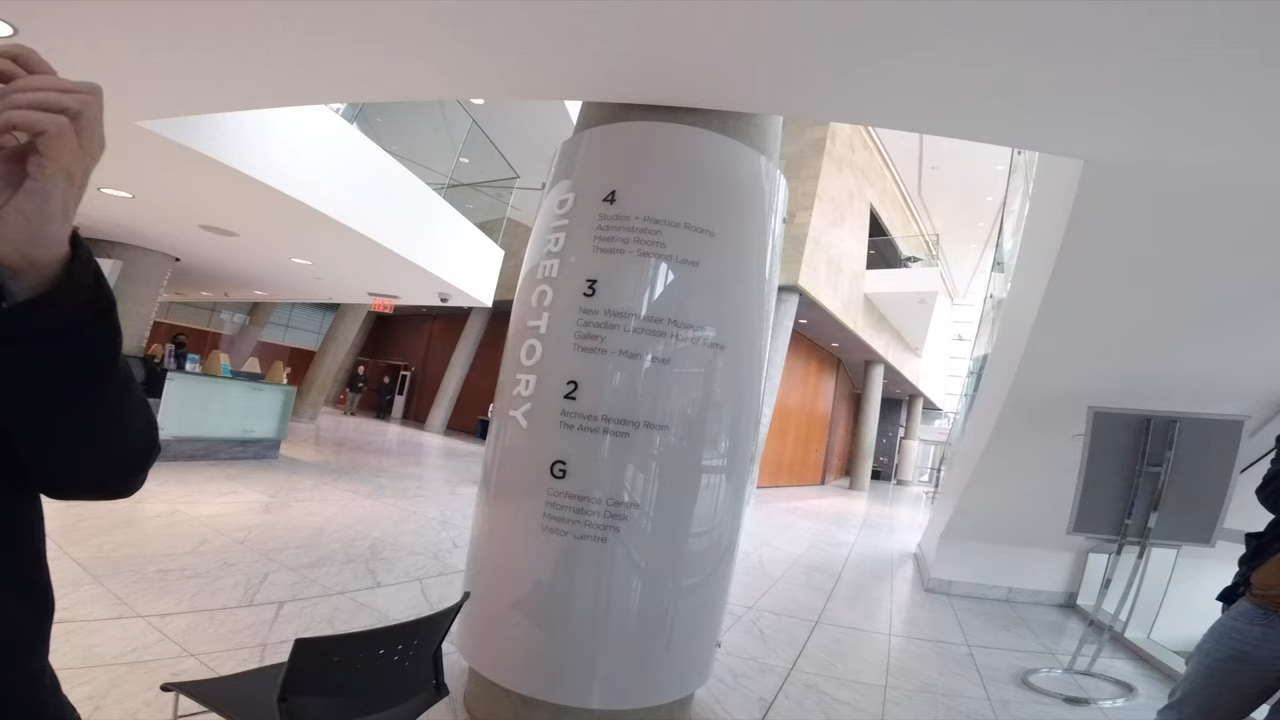 DIRECTORY
4
Studios + Practice Rooms
Administration
Meeting Rooms
Theatre - Second Level
3
New Westminster Museum
Canadian Lacrosse Hall of Fame
Gallery
Theatre - Main Level
2
Archives Reading Room
The Anvil Room
G
Conference Centre
Information Desk
Meeting Rooms
Visitor Centre
EXIT